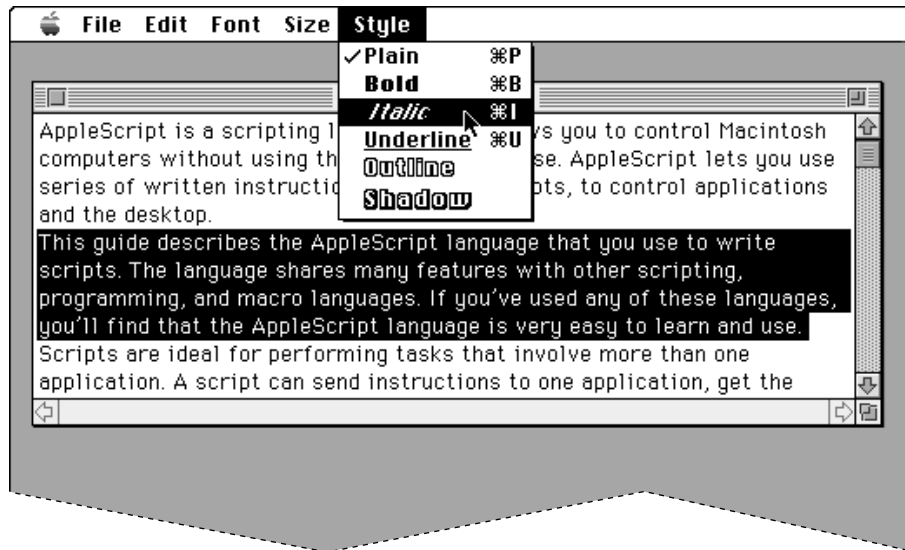 File Edit Font Size Style
✓Plain ⌘P
Bold ⌘B
Italic ⌘I
Underline ⌘U
Outline
Shadow
AppleScript is a scripting l vs you to control Macintosh
computers without using th se. AppleScript lets you use
series of written instructio ots, to control applications
and the desktop.
This guide describes the AppleScript language that you use to write
scripts. The language shares many features with other scripting,
programming, and macro languages. If you've used any of these languages,
you'll find that the AppleScript language is very easy to learn and use.
Scripts are ideal for performing tasks that involve more than one
application. A script can send instructions to one application, get the